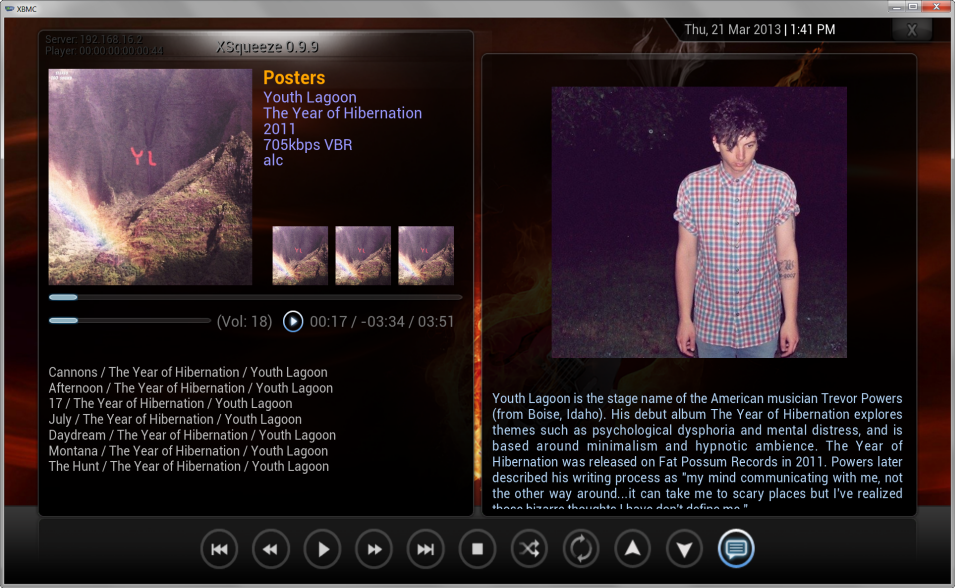 XBMC
Server: 192.168.16.2
Player: 00:00:00:00:00:44
XSqueeze 0.9.9
Thu, 21 Mar 2013 | 1:41 PM
X
YL
Posters
Youth Lagoon
The Year of Hibernation
2011
705kbps VBR
alc
(Vol: 18) 00:17 / -03:34 / 03:51
Cannons / The Year of Hibernation / Youth Lagoon
Afternoon / The Year of Hibernation / Youth Lagoon
17 / The Year of Hibernation / Youth Lagoon
July / The Year of Hibernation / Youth Lagoon
Daydream / The Year of Hibernation / Youth Lagoon
Montana / The Year of Hibernation / Youth Lagoon
The Hunt / The Year of Hibernation / Youth Lagoon
Youth Lagoon is the stage name of the American musician Trevor Powers
(from Boise, Idaho). His debut album The Year of Hibernation explores
themes such as psychological dysphoria and mental distress, and is
based around minimalism and hypnotic ambience. The Year of
Hibernation was released on Fat Possum Records in 2011. Powers later
described his writing process as "my mind communicating with me, not
the other way around...it can take me to scary places but I've realized
those bizarre thoughts I have don't define me."